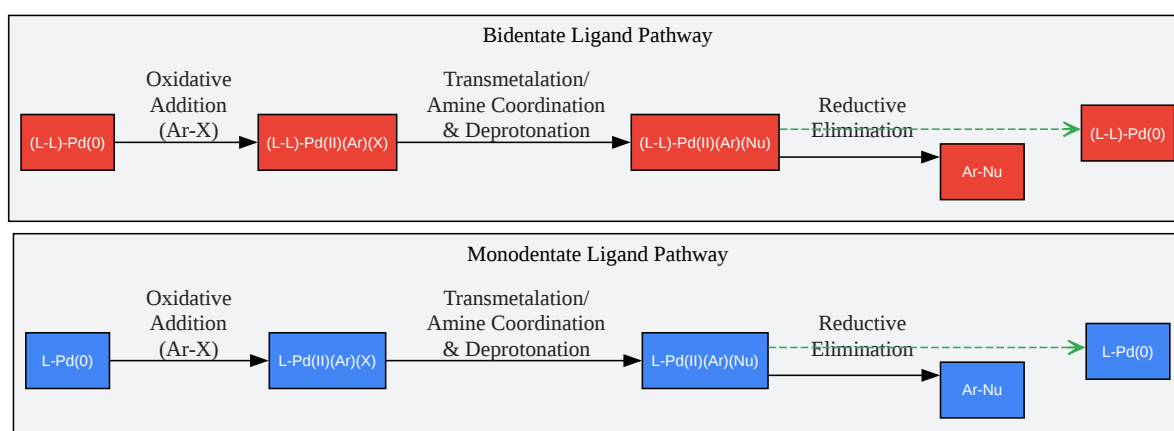 Bidentate Ligand Pathway
Oxidative
Addition
(Ar-X)
Transmetalation/
Amine Coordination
& Deprotonation
Reductive
Elimination
(L-L)-Pd(0)
(L-L)-Pd(II)(Ar)(X)
(L-L)-Pd(II)(Ar)(Nu)
Ar-Nu
(L-L)-Pd(0)
Monodentate Ligand Pathway
Oxidative
Addition
(Ar-X)
Transmetalation/
Amine Coordination
& Deprotonation
Reductive
Elimination
L-Pd(0)
L-Pd(II)(Ar)(X)
L-Pd(II)(Ar)(Nu)
Ar-Nu
L-Pd(0)